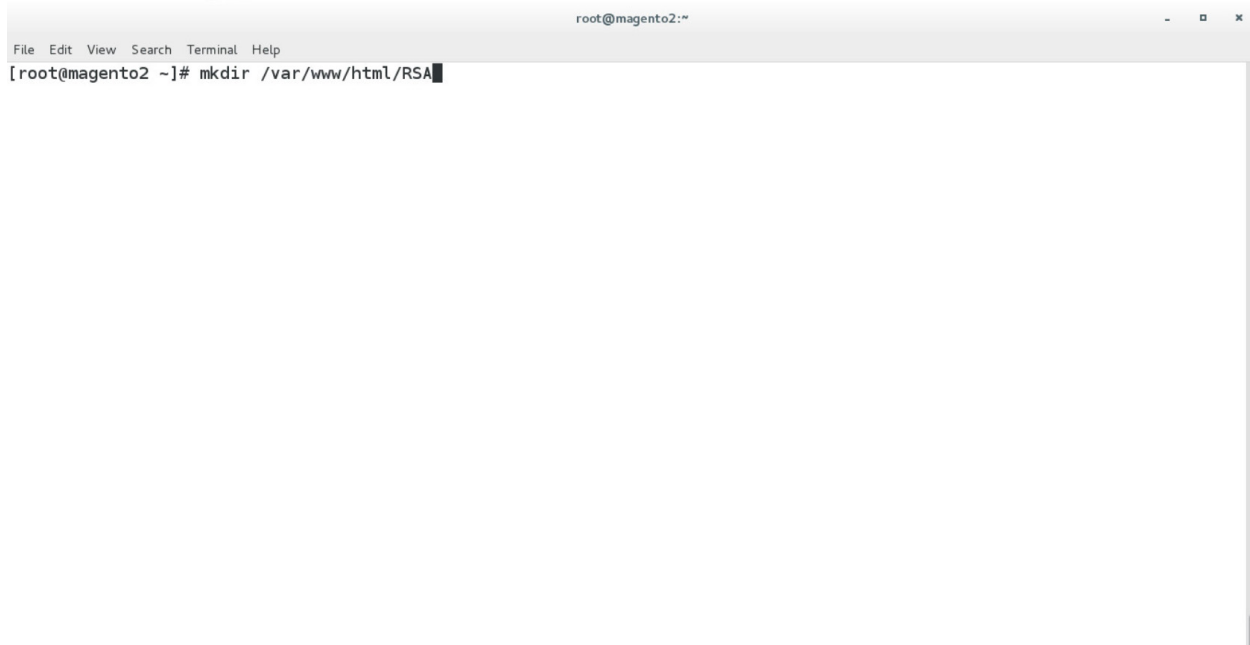 root@magento2:~
File Edit View Search Terminal Help
[root@magento2 ~]# mkdir /var/www/html/RSA